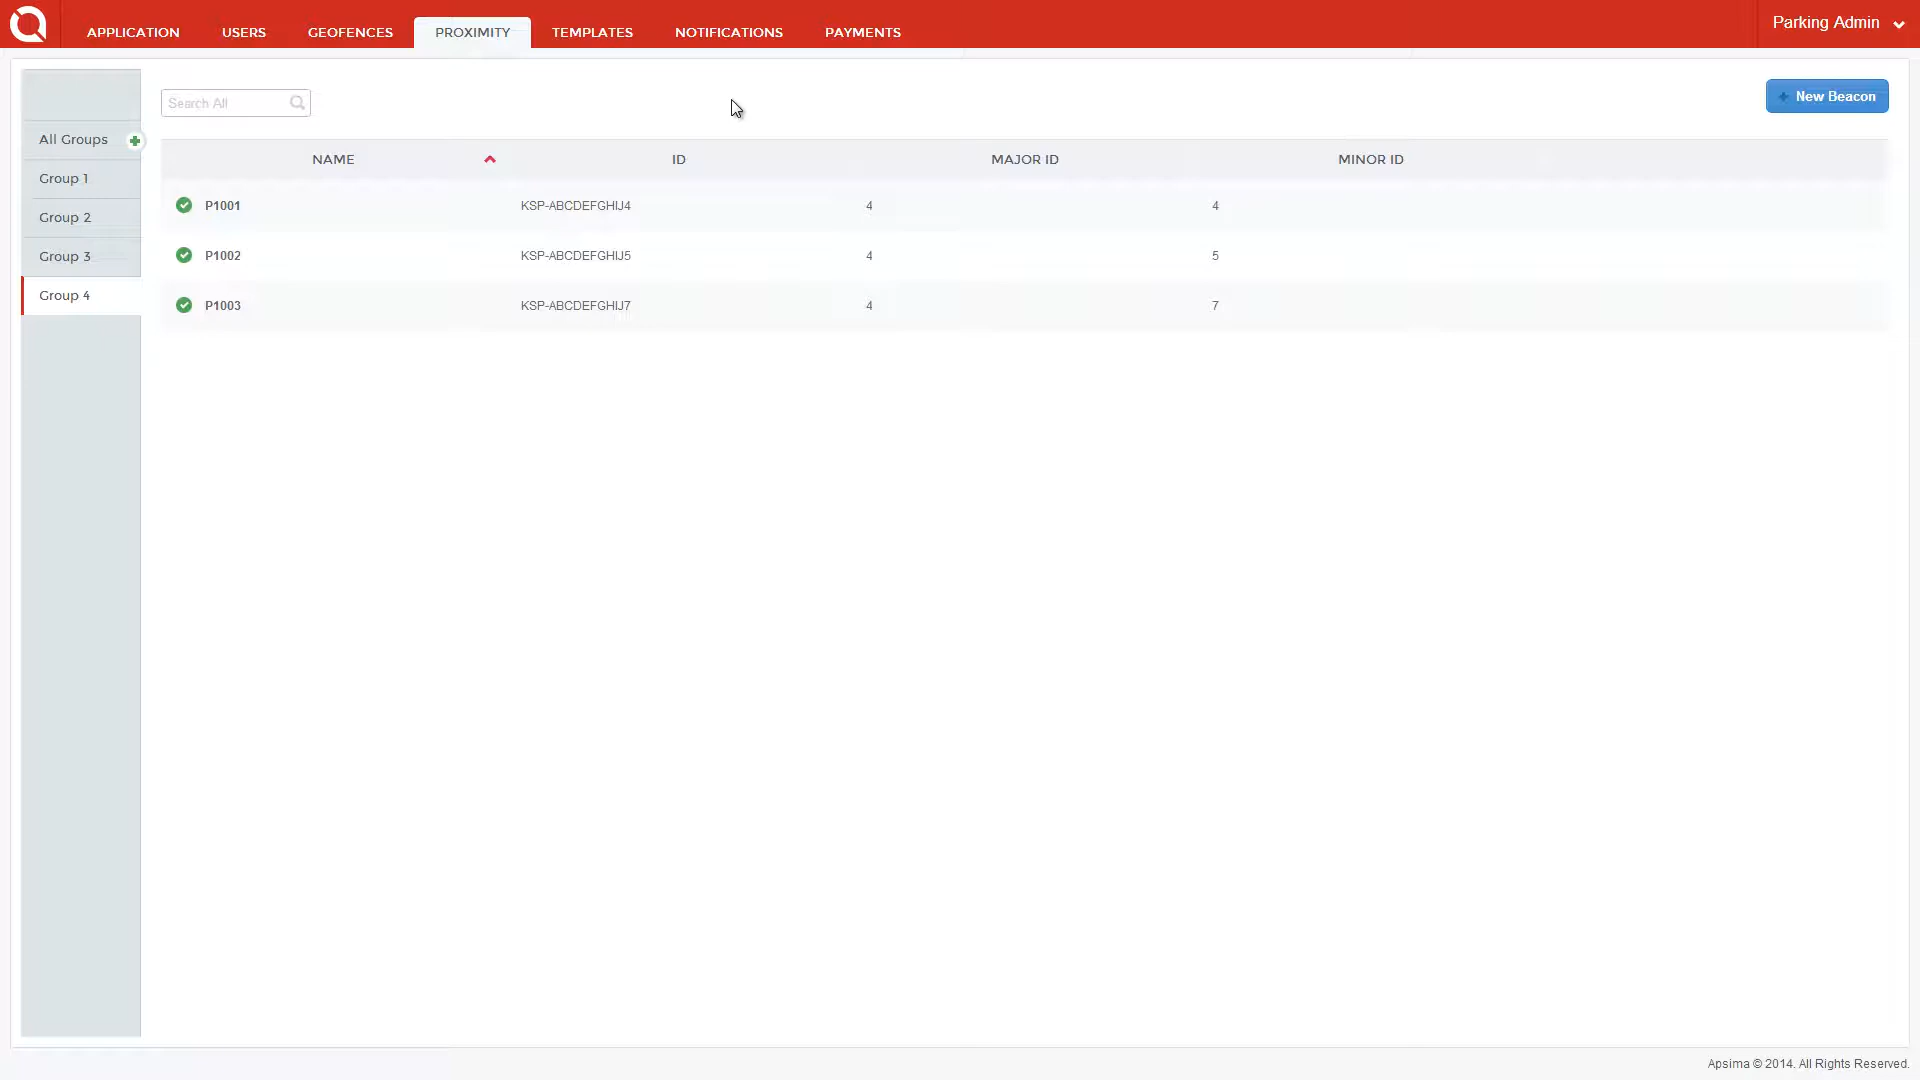 APPLICATION USERS GEOFENCES PROXIMITY TEMPLATES NOTIFICATIONS PAYMENTS Parking Admin
Search All
New Beacon
All Groups
Group 1
Group 2
Group 3
Group 4
NAME ID MAJOR ID MINOR ID
P1001 KSP-ABCDEFGHIJ4 4 4
P1002 KSP-ABCDEFGHIJ5 4 5
P1003 KSP-ABCDEFGHIJ7 4 7
Apsima © 2014. All Rights Reserved.